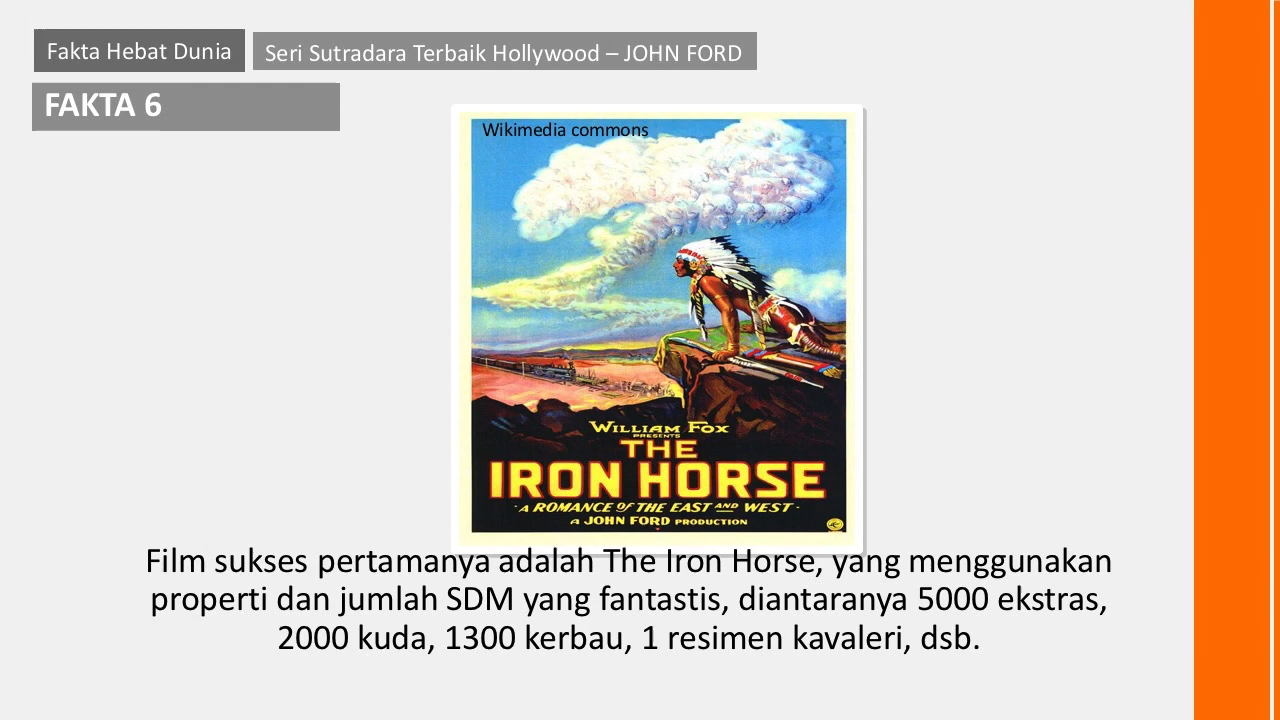 Fakta Hebat Dunia
Seri Sutradara Terbaik Hollywood – JOHN FORD
FAKTA 6
Wikimedia commons
WILLIAM FOX
PRESENTS
THE
IRON HORSE
·A ROMANCE OF THE EAST AND WEST·
A JOHN FORD PRODUCTION
Film sukses pertamanya adalah The Iron Horse, yang menggunakan
properti dan jumlah SDM yang fantastis, diantaranya 5000 ekstras,
2000 kuda, 1300 kerbau, 1 resimen kavaleri, dsb.